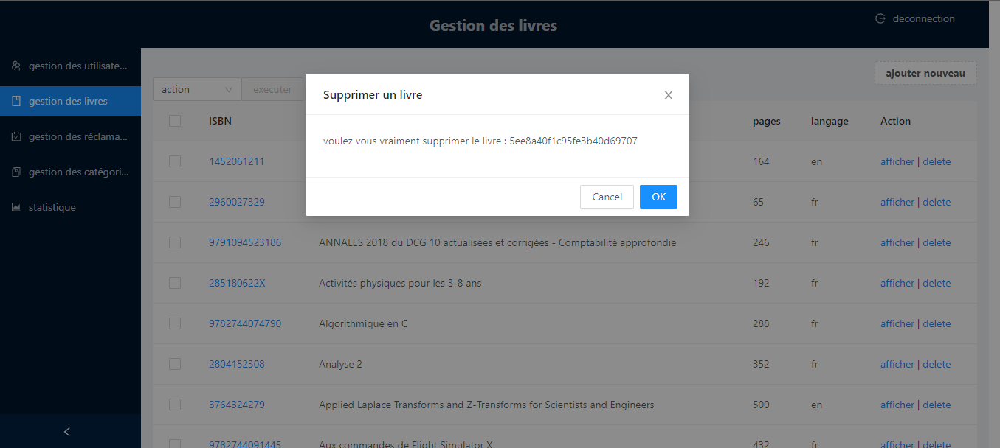 Gestion des livres
deconnection
gestion des utilisate...
gestion des livres
gestion des réclama...
gestion des catégori...
statistique
ajouter nouveau
action executer
Supprimer un livre
voulez vous vraiment supprimer le livre : 5ee8a40f1c95fe3b40d69707
Cancel OK
ISBN pages langage Action
1452061211 164 en afficher | delete
2960027329 65 fr afficher | delete
9791094523186 ANNALES 2018 du DCG 10 actualisées et corrigées - Comptabilité approfondie 246 fr afficher | delete
285180622X Activités physiques pour les 3-8 ans 192 fr afficher | delete
9782744074790 Algorithmique en C 288 fr afficher | delete
2804152308 Analyse 2 352 fr afficher | delete
3764324279 Applied Laplace Transforms and Z-Transforms for Scientists and Engineers 500 en afficher | delete
9782744091445 Aux commandes de Flight Simulator X 432 fr afficher | delete